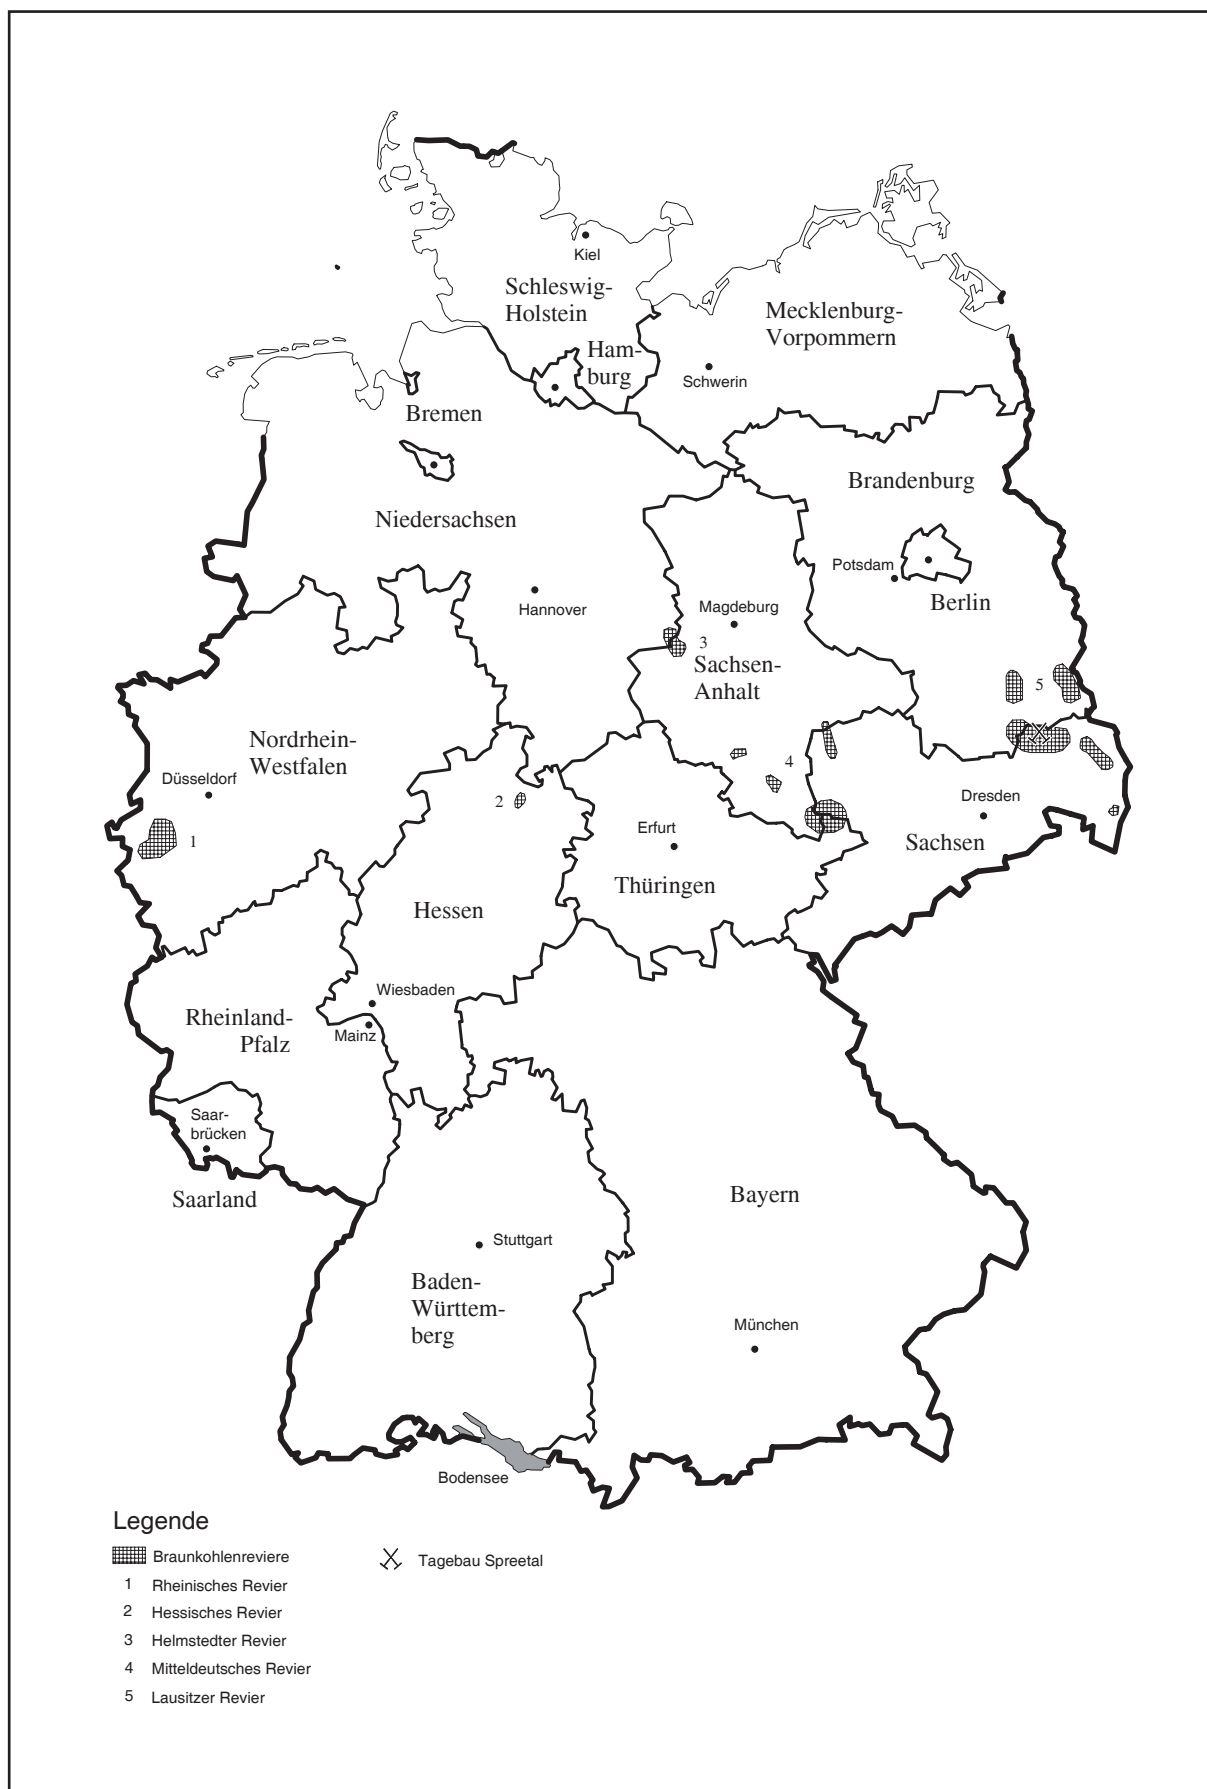 Kiel
Schleswig-
Holstein
Mecklenburg-
Vorpommern
Ham-
burg
Schwerin
Bremen
Brandenburg
Niedersachsen
Potsdam
Berlin
Hannover
Magdeburg
3
Sachsen-
Anhalt
5
Nordrhein-
Westfalen
Düsseldorf
4
2
Dresden
1
Erfurt
Sachsen
Thüringen
Hessen
Wiesbaden
Rheinland-
Pfalz
Mainz
Saar-
brücken
Saarland
Bayern
Stuttgart
Baden-
Württem-
berg
München
Bodensee
Legende
Braunkohlenreviere
Tagebau Spreetal
1 Rheinisches Revier
2 Hessisches Revier
3 Helmstedter Revier
4 Mitteldeutsches Revier
5 Lausitzer Revier